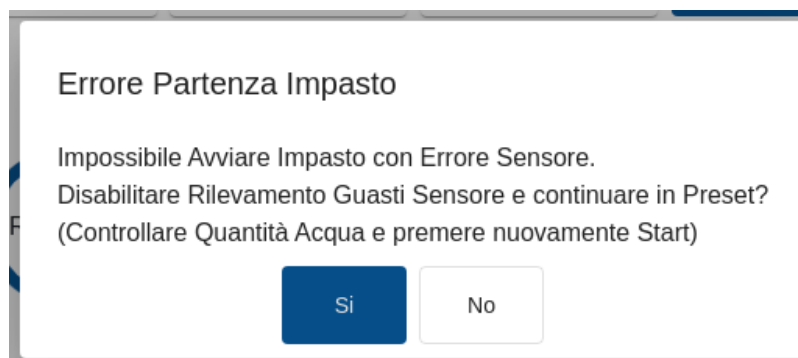 Errore Partenza Impasto
Impossibile Avviare Impasto con Errore Sensore.
Disabilitare Rilevamento Guasti Sensore e continuare in Preset?
(Controllare Quantità Acqua e premere nuovamente Start)
Si
No